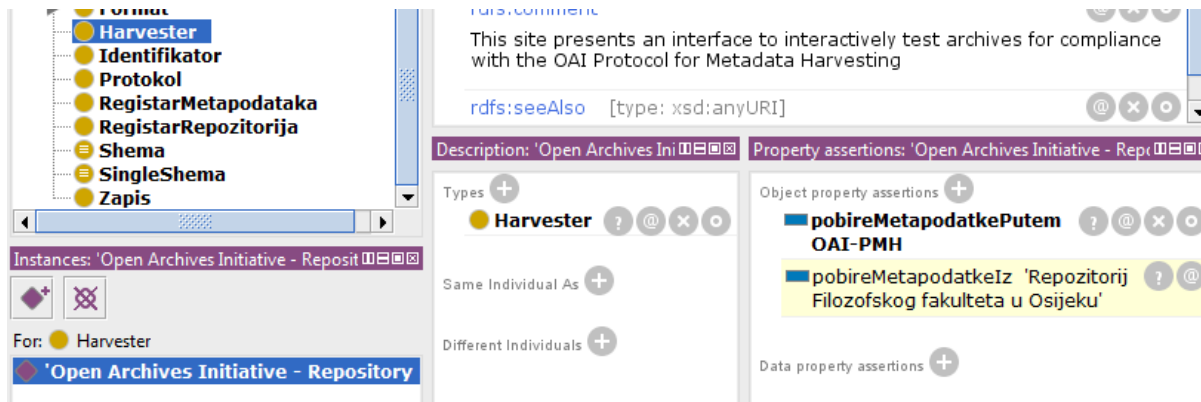 Format
Harvester
Identifikator
Protokol
RegistarMetapodataka
RegistarRepozitorija
Shema
SingleShema
Zapis
Instances: 'Open Archives Initiative - Reposit
For: Harvester
'Open Archives Initiative - Repository
rdfs:comment
This site presents an interface to interactively test archives for compliance
with the OAI Protocol for Metadata Harvesting
rdfs:seeAlso [type: xsd:anyURI]
Description: 'Open Archives Ini
Types
Harvester
Same Individual As
Different Individuals
Property assertions: 'Open Archives Initiative - Repo
Object property assertions
pobireMetapodatkePutem
OAI-PMH
pobireMetapodatkeIz 'Repozitorij
Filozofskog fakulteta u Osijeku'
Data property assertions